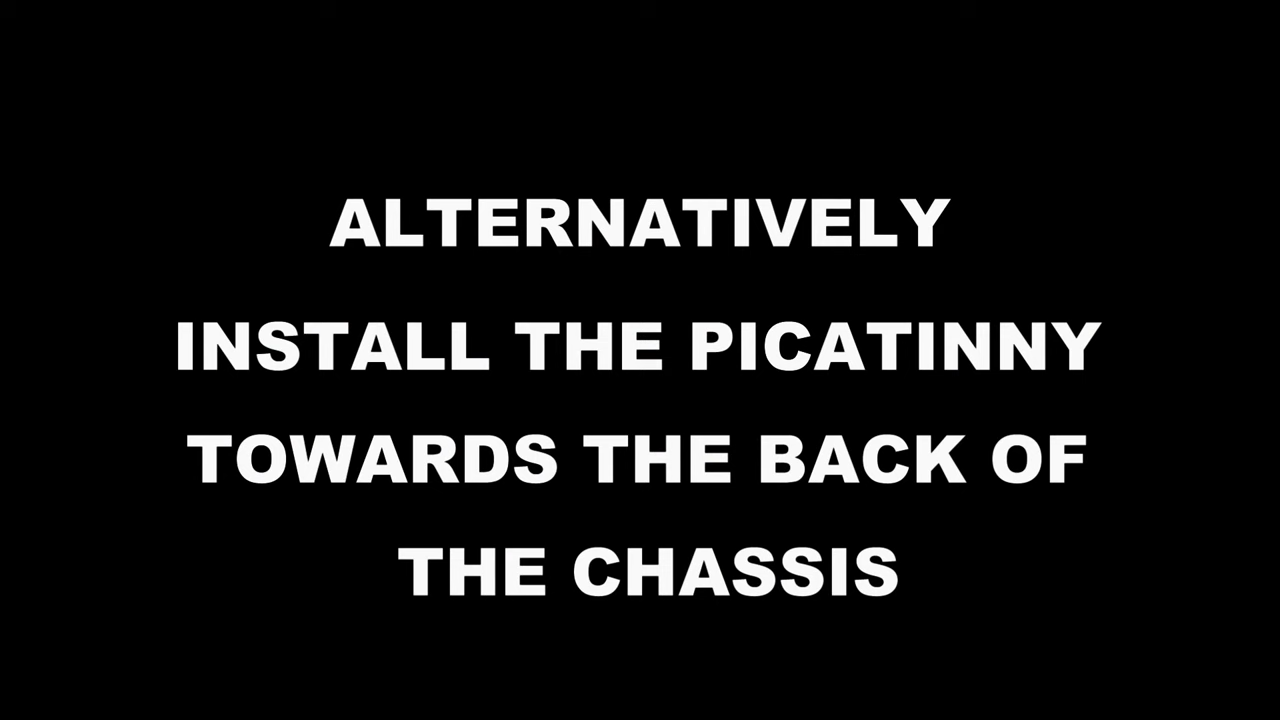 ALTERNATIVELY
INSTALL THE PICATINNY
TOWARDS THE BACK OF
THE CHASSIS